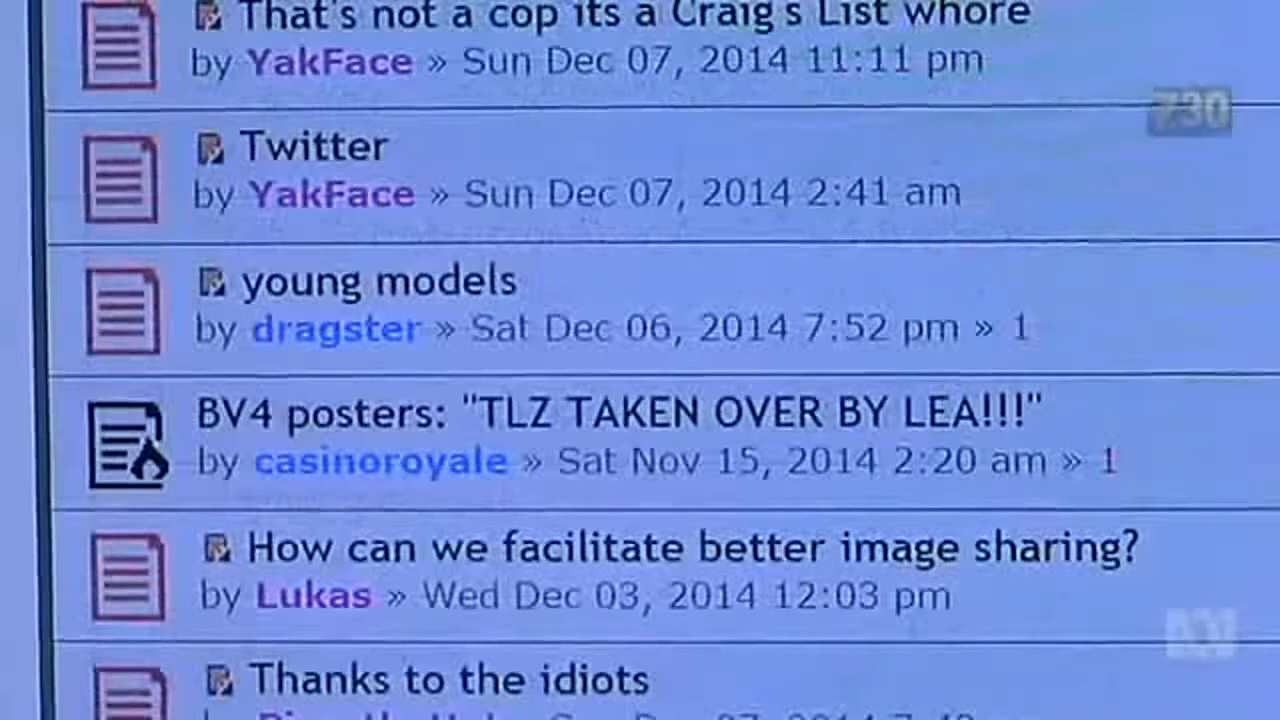 That's not a cop its a Craig's List whore
by YakFace » Sun Dec 07, 2014 11:11 pm
7.30
Twitter
by YakFace » Sun Dec 07, 2014 2:41 am
young models
by dragster » Sat Dec 06, 2014 7:52 pm » 1
BV4 posters: "TLZ TAKEN OVER BY LEA!!!"
by casinoroyale » Sat Nov 15, 2014 2:20 am » 1
How can we facilitate better image sharing?
by Lukas » Wed Dec 03, 2014 12:03 pm
Thanks to the idiots